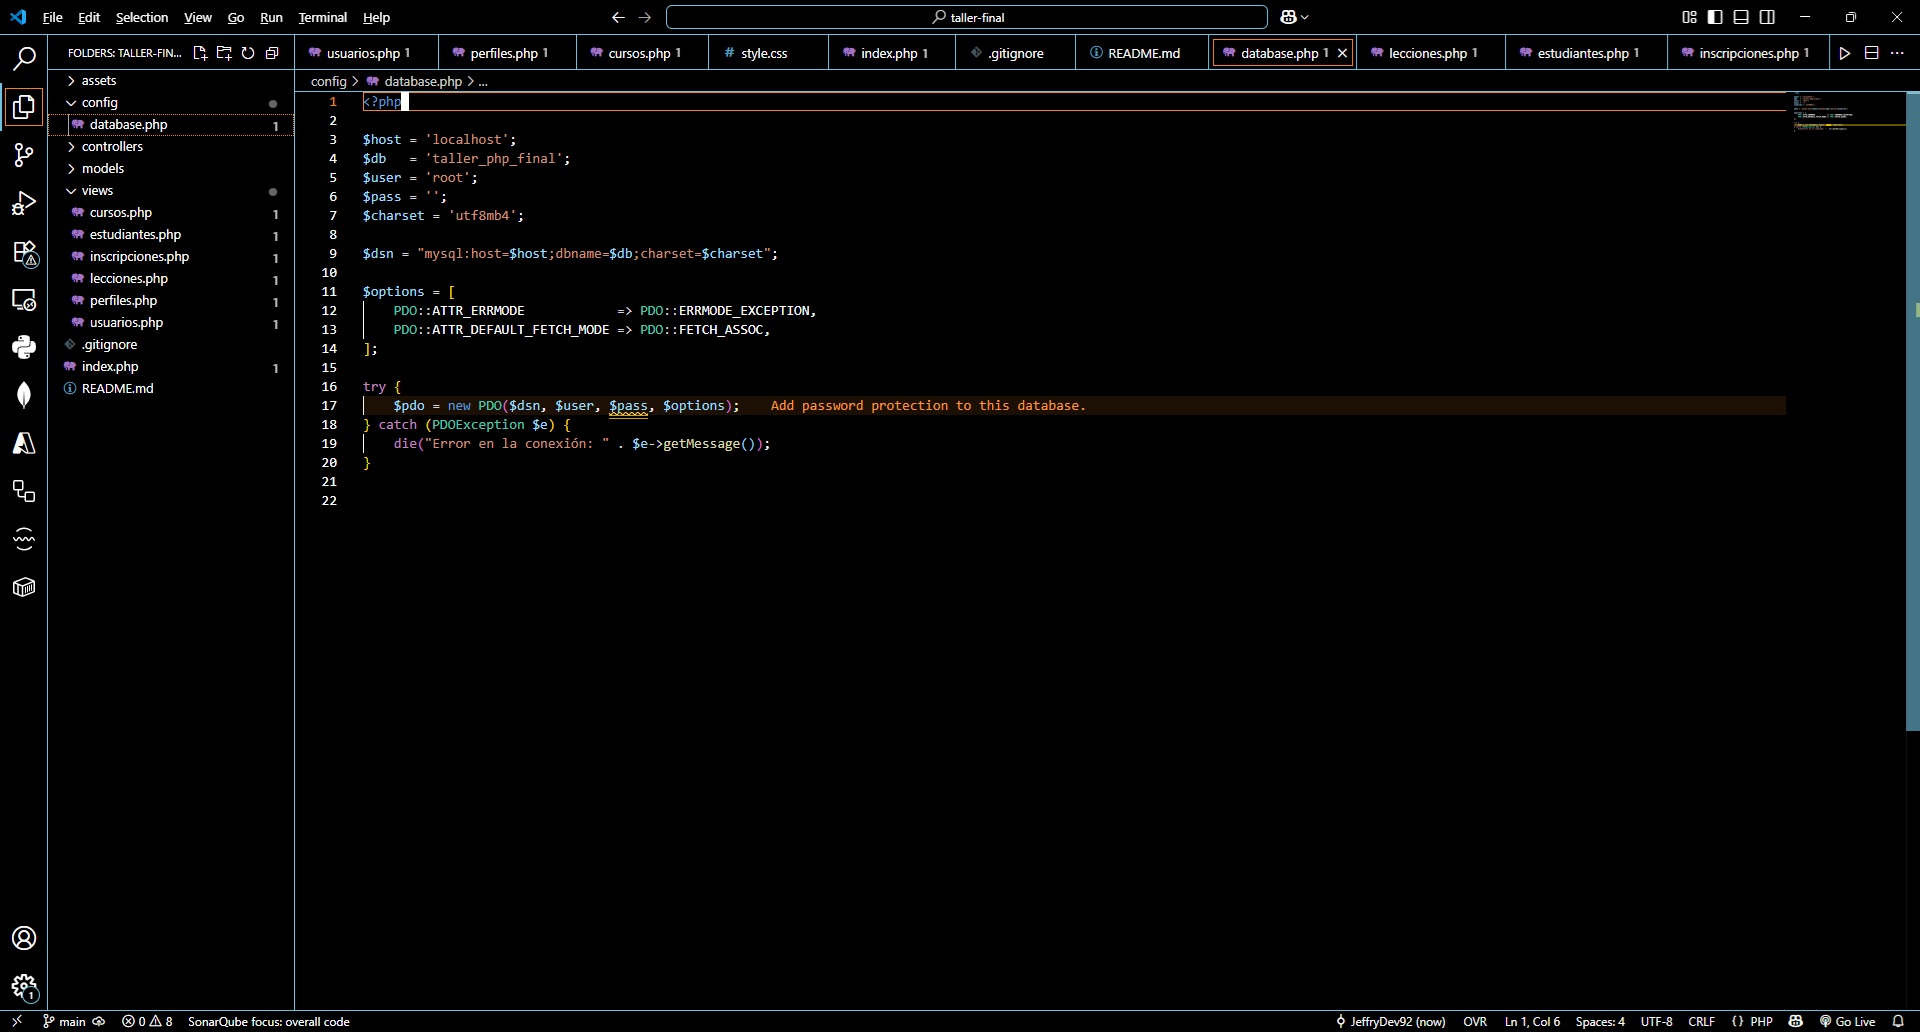 File Edit Selection View Go Run Terminal Help
taller-final
FOLDERS: TALLER-FIN...
usuarios.php 1
perfiles.php 1
cursos.php 1
# style.css
index.php 1
.gitignore
README.md
database.php 1
lecciones.php 1
estudiantes.php 1
inscripciones.php 1
assets
config
database.php 1
controllers
models
views
cursos.php 1
estudiantes.php 1
inscripciones.php 1
lecciones.php 1
perfiles.php 1
usuarios.php 1
.gitignore
index.php 1
README.md
config > database.php > ...
1 <?php
2
3 $host = 'localhost';
4 $db   = 'taller_php_final';
5 $user = 'root';
6 $pass = '';
7 $charset = 'utf8mb4';
8
9 $dsn = "mysql:host=$host;dbname=$db;charset=$charset";
10
11 $options = [
12     PDO::ATTR_ERRMODE            => PDO::ERRMODE_EXCEPTION,
13     PDO::ATTR_DEFAULT_FETCH_MODE => PDO::FETCH_ASSOC,
14 ];
15
16 try {
17     $pdo = new PDO($dsn, $user, $pass, $options);    Add password protection to this database.
18 } catch (PDOException $e) {
19     die("Error en la conexión: " . $e->getMessage());
20 }
21
22
1
main 0 8 SonarQube focus: overall code
JeffryDev92 (now) OVR Ln 1, Col 6 Spaces: 4 UTF-8 CRLF {} PHP Go Live